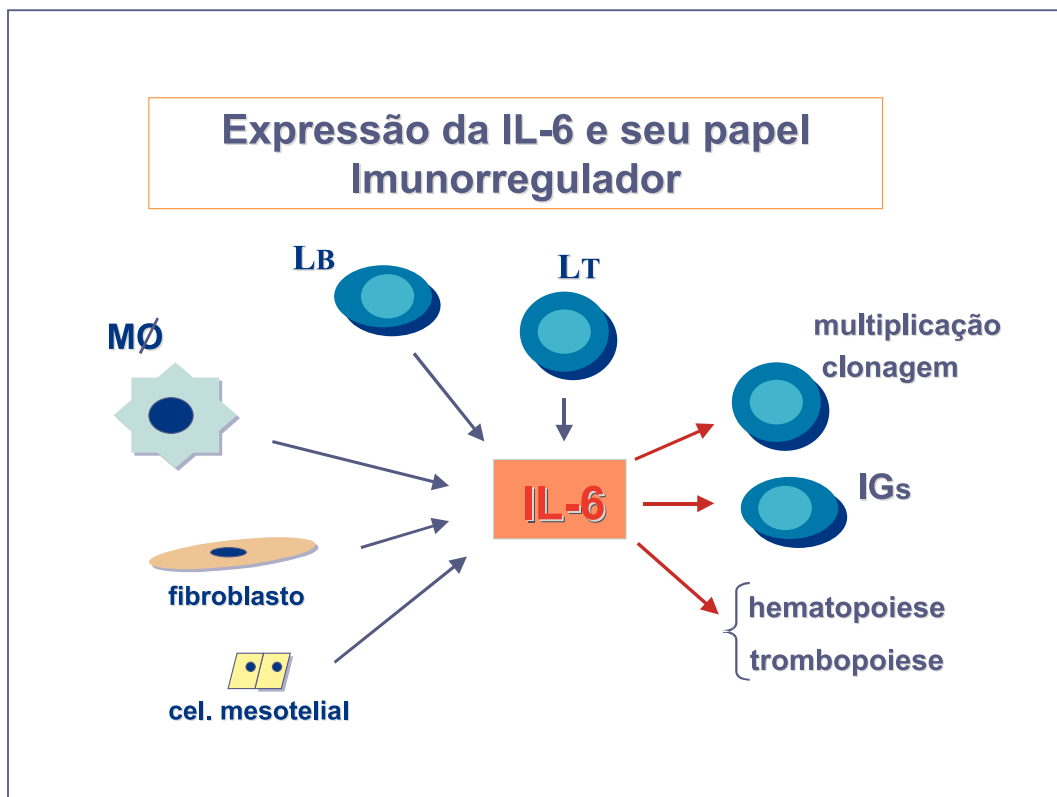 Expressão da IL-6 e seu papel
Imunorregulador
LB
LT
MØ
multiplicação
clonagem
IL-6
IGs
fibroblasto
hematopoiese
trombopoiese
cel. mesotelial